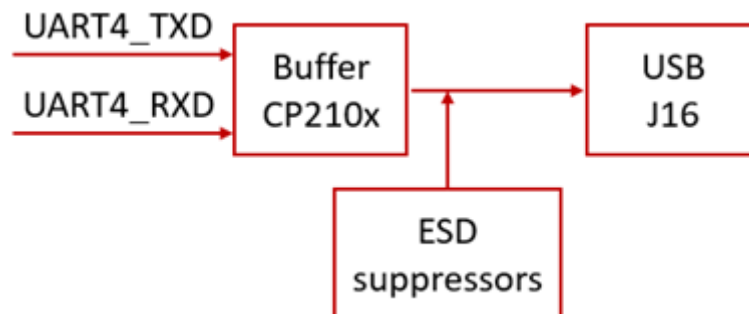 UART4_TXD
UART4_RXD
Buffer
CP210x
USB
J16
ESD
suppressors